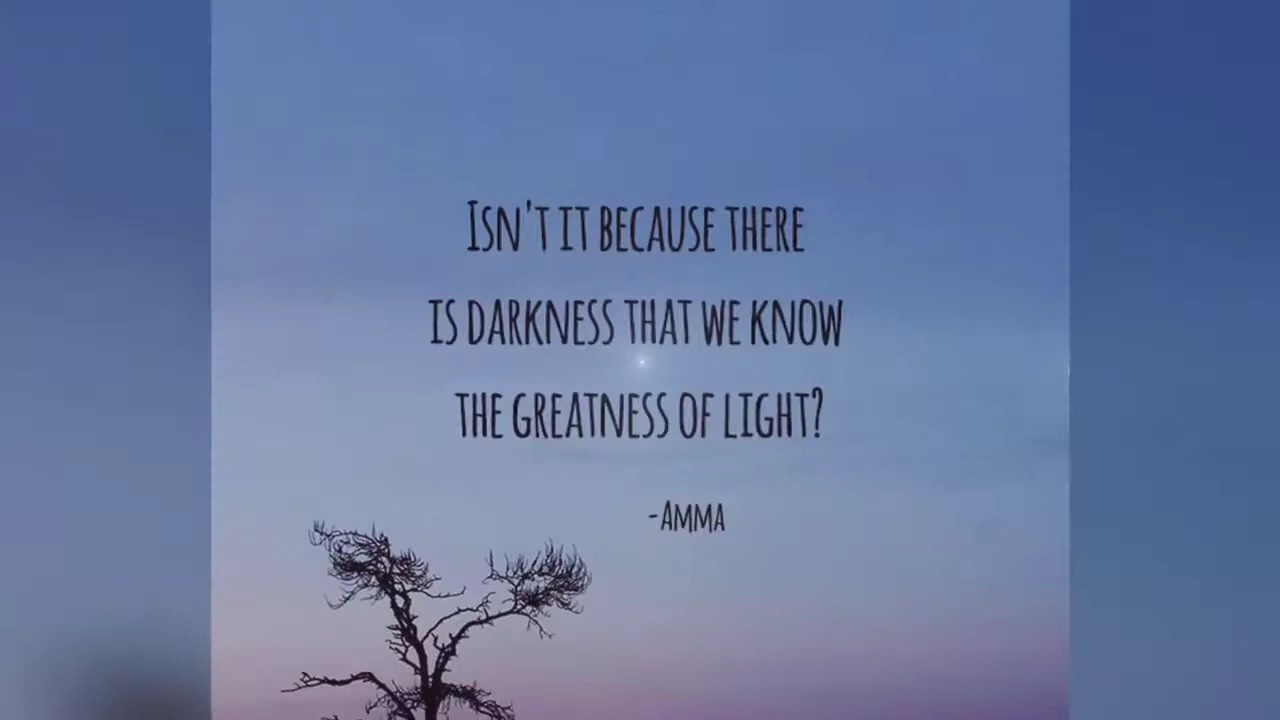 Isn't it because there
is darkness that we know
the greatness of light?
-Amma